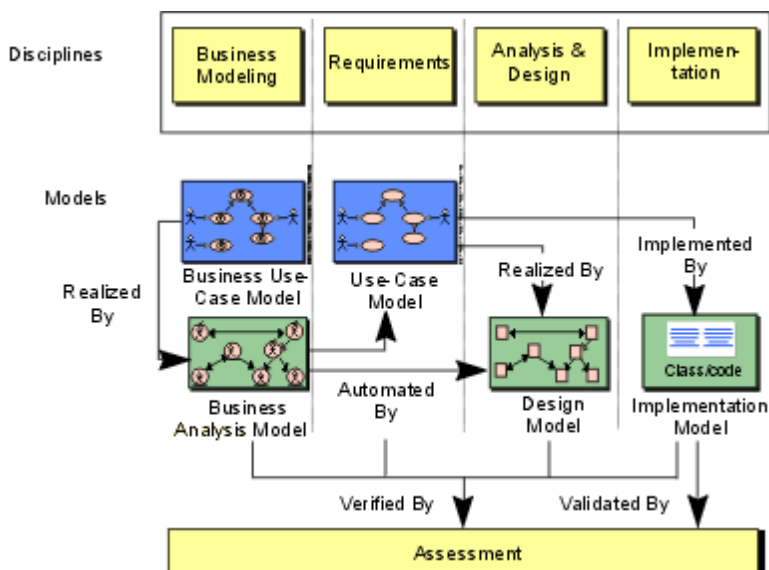 Disciplines
Business
Modeling
Requirements
Analysis &
Design
Implemen-
tation
Models
Business Use-
Case Model
Use-Case
Model
Realized By
Implemented
By
Realized
By
Class/code
Business
Analysis Model
Automated
By
Design
Model
Implementation
Model
Verified By
Validated By
Assessment